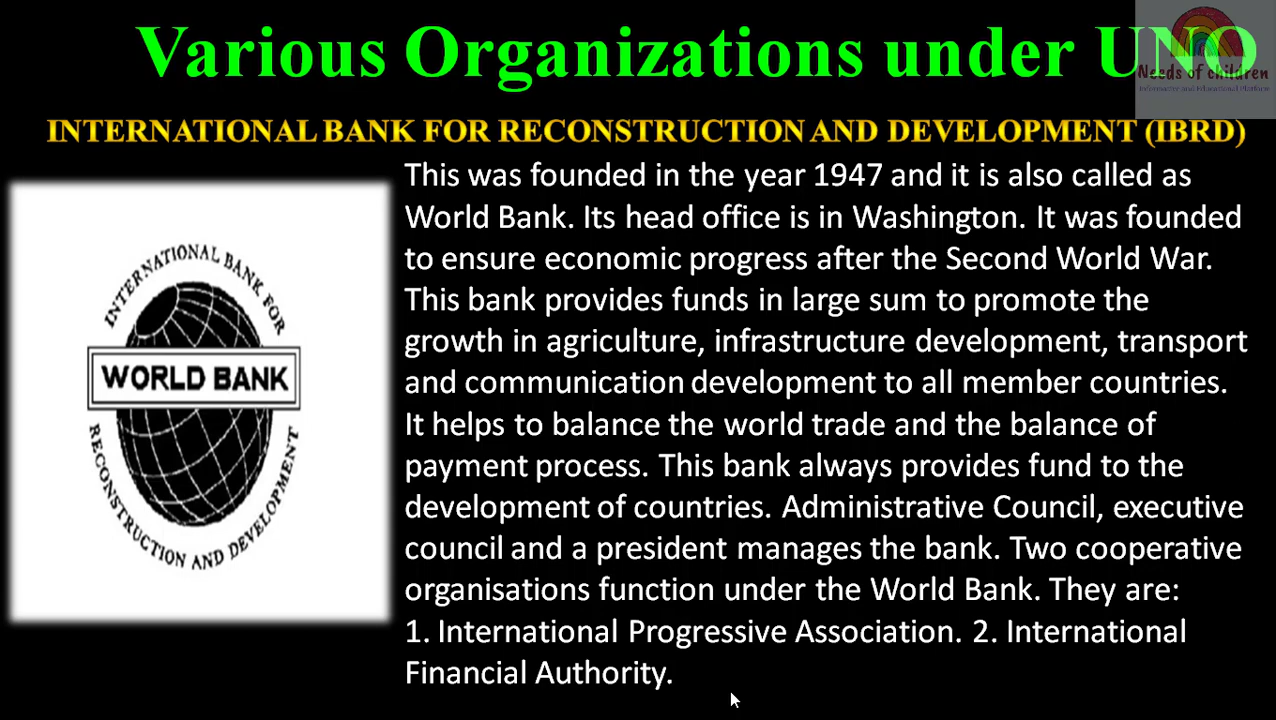 Various Organizations under UNO
Needs of children
Informative and Educational Platform
INTERNATIONAL BANK FOR RECONSTRUCTION AND DEVELOPMENT (IBRD)
This was founded in the year 1947 and it is also called as
World Bank. Its head office is in Washington. It was founded
to ensure economic progress after the Second World War.
This bank provides funds in large sum to promote the
growth in agriculture, infrastructure development, transport
and communication development to all member countries.
It helps to balance the world trade and the balance of
payment process. This bank always provides fund to the
development of countries. Administrative Council, executive
council and a president manages the bank. Two cooperative
organisations function under the World Bank. They are:
1. International Progressive Association. 2. International
Financial Authority.
INTERNATIONAL BANK FOR
WORLD BANK
RECONSTRUCTION AND DEVELOPMENT